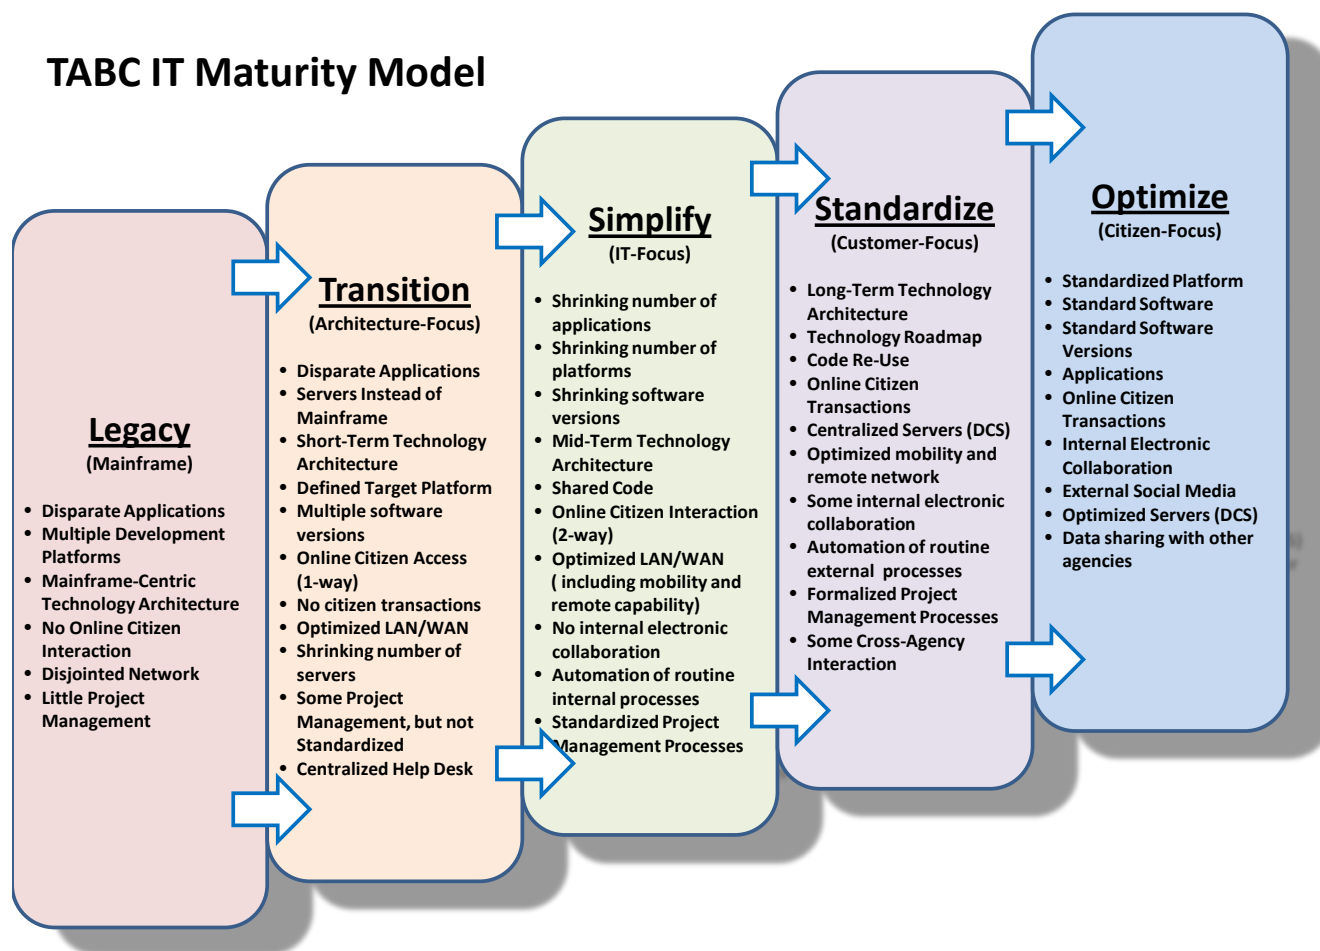 TABC IT Maturity Model
Legacy
(Mainframe)
• Disparate Applications
• Multiple Development
Platforms
• Mainframe-Centric
Technology Architecture
• No Online Citizen
Interaction
• Disjointed Network
• Little Project
Management
Transition
(Architecture-Focus)
• Disparate Applications
• Servers Instead of
Mainframe
• Short-Term Technology
Architecture
• Defined Target Platform
• Multiple software
versions
• Online Citizen Access
(1-way)
• No citizen transactions
• Optimized LAN/WAN
• Shrinking number of
servers
• Some Project
Management, but not
Standardized
• Centralized Help Desk
Simplify
(IT-Focus)
• Shrinking number of
applications
• Shrinking number of
platforms
• Shrinking software
versions
• Mid-Term Technology
Architecture
• Shared Code
• Online Citizen Interaction
(2-way)
• Optimized LAN/WAN
( including mobility and
remote capability)
• No internal electronic
collaboration
• Automation of routine
internal processes
• Standardized Project
Management Processes
Standardize
(Customer-Focus)
• Long-Term Technology
Architecture
• Technology Roadmap
• Code Re-Use
• Online Citizen
Transactions
• Centralized Servers (DCS)
• Optimized mobility and
remote network
• Some internal electronic
collaboration
• Automation of routine
external  processes
• Formalized Project
Management Processes
• Some Cross-Agency
Interaction
Optimize
(Citizen-Focus)
• Standardized Platform
• Standard Software
• Standard Software
Versions
• Applications
• Online Citizen
Transactions
• Internal Electronic
Collaboration
• External Social Media
• Optimized Servers (DCS)
• Data sharing with other
agencies